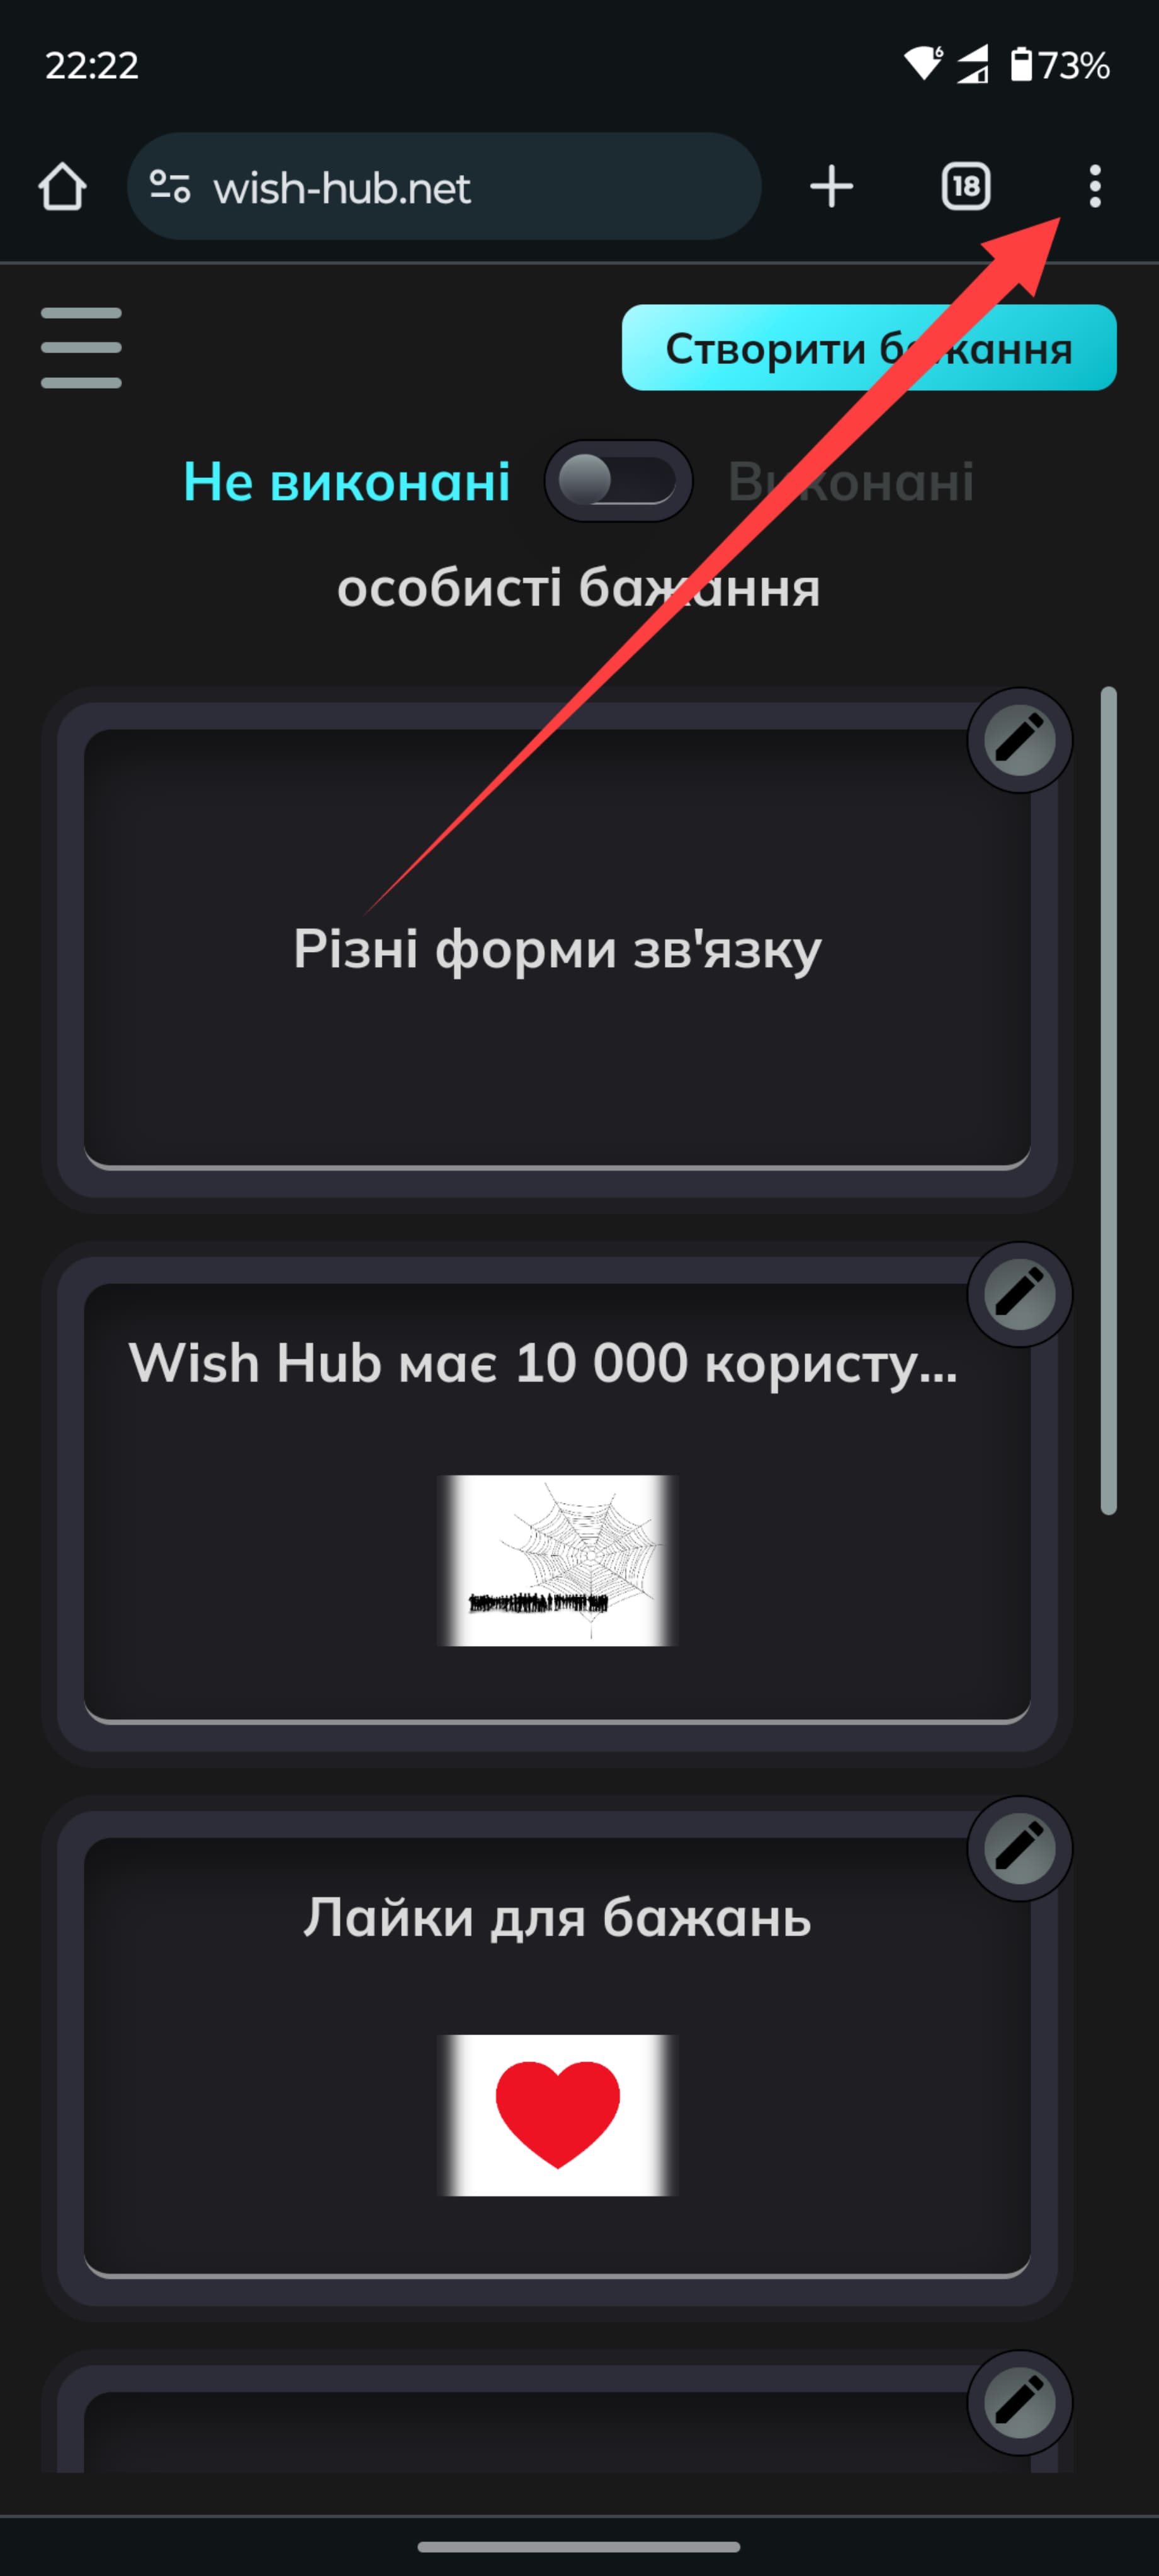 22:22
6
73%
wish-hub.net
18
Створити бажання
Не виконані
Виконані
особисті бажання
Різні форми зв'язку
Wish Hub має 10 000 користу...
Лайки для бажань